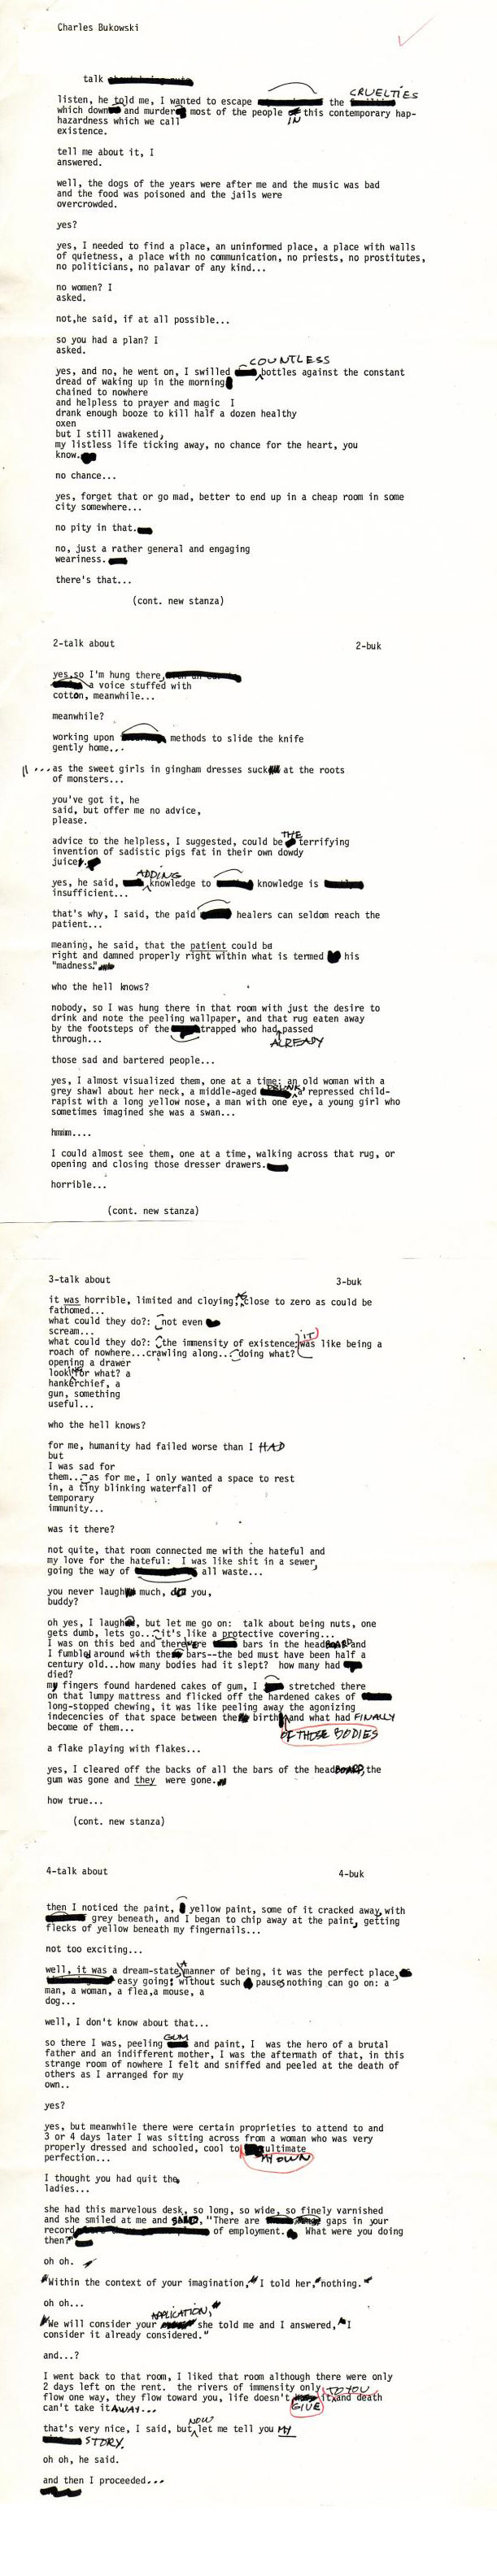 Charles Bukowski
talk
listen, he told me, I wanted to escape the CRUELTIES
which down and murder most of the people IN this contemporary hap-
hazardness which we call
existence.
tell me about it, I
answered.
well, the dogs of the years were after me and the music was bad
and the food was poisoned and the jails were
overcrowded.
yes?
yes, I needed to find a place, an uninformed place, a place with walls
of quietness, a place with no communication, no priests, no prostitutes,
no politicians, no palavar of any kind...
no women? I
asked.
not,he said, if at all possible...
so you had a plan? I
asked.
yes, and no, he went on, I swilled COUNTLESS bottles against the constant
dread of waking up in the morning
chained to nowhere
and helpless to prayer and magic I
drank enough booze to kill half a dozen healthy
oxen
but I still awakened,
my listless life ticking away, no chance for the heart, you
know.
no chance...
yes, forget that or go mad, better to end up in a cheap room in some
city somewhere...
no pity in that.
no, just a rather general and engaging
weariness.
there's that...
(cont. new stanza)
2-talk about 2-buk
yes,so I'm hung there,
a voice stuffed with
cotton, meanwhile...
meanwhile?
working upon methods to slide the knife
gently home...
...as the sweet girls in gingham dresses suck at the roots
of monsters...
you've got it, he
said, but offer me no advice,
please.
advice to the helpless, I suggested, could be THE terrifying
invention of sadistic pigs fat in their own dowdy
juice
yes, he said, ADDING knowledge to knowledge is
insufficient...
that's why, I said, the paid healers can seldom reach the
patient...
meaning, he said, that the patient could be
right and damned properly right within what is termed his
"madness"
who the hell knows?
nobody, so I was hung there in that room with just the desire to
drink and note the peeling wallpaper, and that rug eaten away
by the footsteps of the trapped who had ALREADY passed
through...
those sad and bartered people...
yes, I almost visualized them, one at a time: an old woman with a
grey shawl about her neck, a middle-aged DRUNK, a repressed child-
rapist with a long yellow nose, a man with one eye, a young girl who
sometimes imagined she was a swan...
hmmm....
I could almost see them, one at a time, walking across that rug, or
opening and closing those dresser drawers.
horrible...
(cont. new stanza)
3-talk about 3-buk
it was horrible, limited and cloying, AS close to zero as could be
fathomed...
what could they do?: not even
scream...
what could they do?: the immensity of existence: IT was like being a
roach of nowhere...crawling along...doing what?
opening a drawer
lookING for what? a
hankerchief, a
gun, something
useful...
who the hell knows?
for me, humanity had failed worse than I HAD
but
I was sad for
them...as for me, I only wanted a space to rest
in, a tiny blinking waterfall of
temporary
immunity...
was it there?
not quite, that room connected me with the hateful and
my love for the hateful: I was like shit in a sewer,
going the way of all waste...
you never laugh much, do you,
buddy?
oh yes, I laugh, but let me go on: talk about being nuts, one
gets dumb, lets go...it's like a protective covering...
I was on this bed and there WERE bars in the headBOARD and
I fumbled around with the bars--the bed must have been half a
century old...how many bodies had it slept? how many had
died?
my fingers found hardened cakes of gum, I stretched there
on that lumpy mattress and flicked off the hardened cakes of
long-stopped chewing, it was like peeling away the agonizing
indecencies of that space between the birth OF THOSE BODIES and what had FINALLY
become of them...
a flake playing with flakes...
yes, I cleared off the backs of all the bars of the headBOARD, the
gum was gone and they were gone.
how true...
(cont. new stanza)
4-talk about 4-buk
then I noticed the paint, yellow paint, some of it cracked away, with
grey beneath, and I began to chip away at the paint, getting
flecks of yellow beneath my fingernails...
not too exciting...
well, it was a dream-state, A manner of being, it was the perfect place,
easy going: without such pauses nothing can go on: a
man, a woman, a flea,a mouse, a
dog...
well, I don't know about that...
so there I was, peeling GUM and paint, I was the hero of a brutal
father and an indifferent mother, I was the aftermath of that, in this
strange room of nowhere I felt and sniffed and peeled at the death of
others as I arranged for my
own..
yes?
yes, but meanwhile there were certain proprieties to attend to and
3 or 4 days later I was sitting across from a woman who was very
properly dressed and schooled, cool to MY OWN ultimate
perfection...
I thought you had quit the
ladies...
she had this marvelous desk, so long, so wide, so finely varnished
and she smiled at me and SAID, "There are gaps in your
record of employment. What were you doing
then?
oh oh.
"Within the context of your imagination," I told her, "nothing."
oh oh...
"We will consider your APPLICATION," she told me and I answered, "I
consider it already considered."
and...?
I went back to that room, I liked that room although there were only
2 days left on the rent. the rivers of immensity only
flow one way, they flow toward you, life doesn't GIVE it TO YOU and death
can't take it AWAY...
that's very nice, I said, but NOW let me tell you MY
STORY.
oh oh, he said.
and then I proceeded...